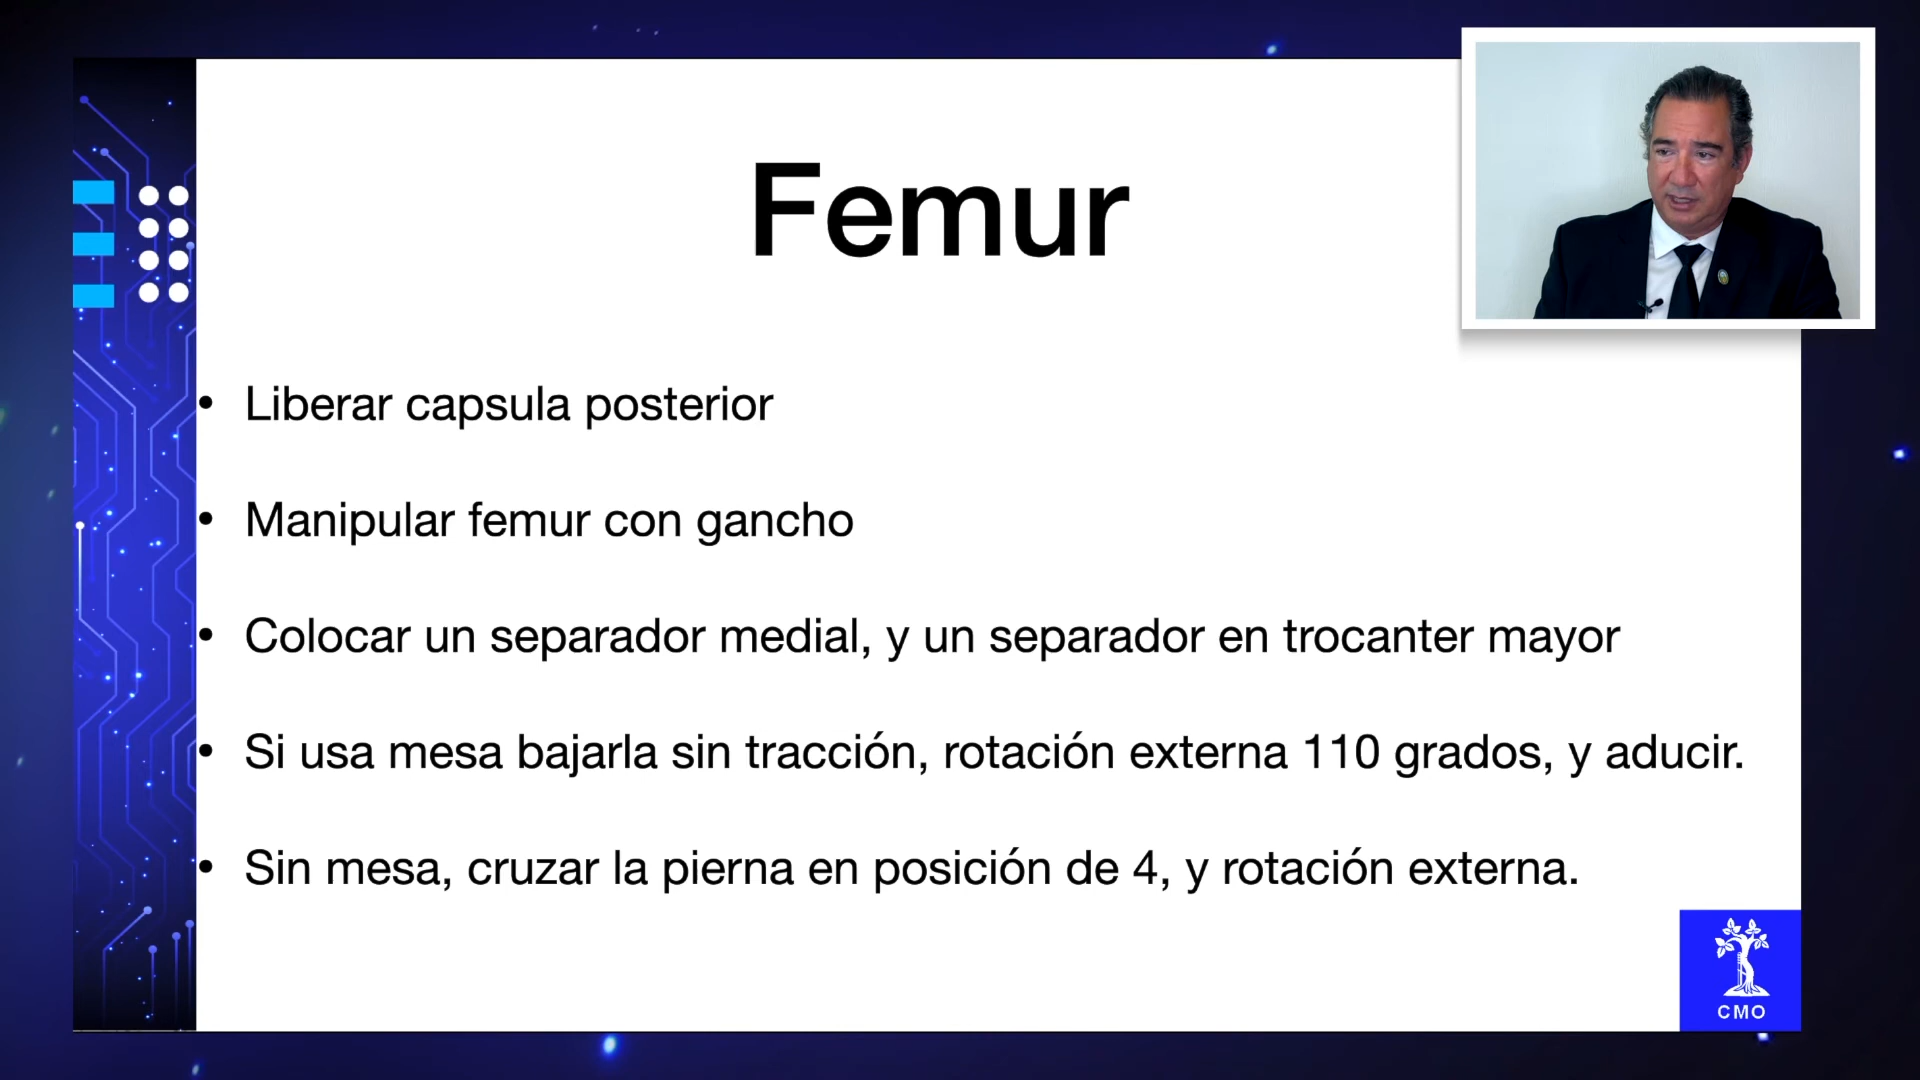 Femur
• Liberar capsula posterior
• Manipular femur con gancho
• Colocar un separador medial, y un separador en trocanter mayor
• Si usa mesa bajarla sin tracción, rotación externa 110 grados, y aducir.
• Sin mesa, cruzar la pierna en posición de 4, y rotación externa.
CMO